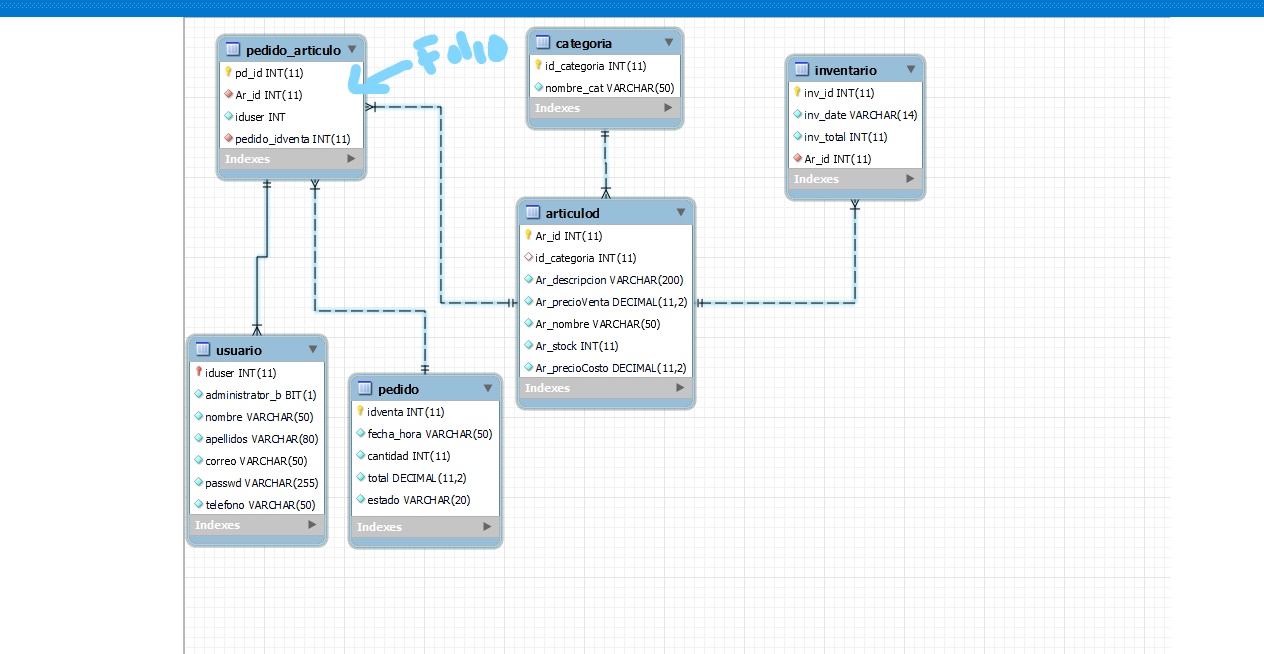 pedido_articulo
pd_id INT(11)
Ar_id INT(11)
iduser INT
pedido_idventa INT(11)
Indexes
Folio
categoria
id_categoria INT(11)
nombre_cat VARCHAR(50)
Indexes
inventario
inv_id INT(11)
inv_date VARCHAR(14)
inv_total INT(11)
Ar_id INT(11)
Indexes
articulod
Ar_id INT(11)
id_categoria INT(11)
Ar_descripcion VARCHAR(200)
Ar_precioVenta DECIMAL(11,2)
Ar_nombre VARCHAR(50)
Ar_stock INT(11)
Ar_precioCosto DECIMAL(11,2)
Indexes
usuario
iduser INT(11)
administrator_b BIT(1)
nombre VARCHAR(50)
apellidos VARCHAR(80)
correo VARCHAR(50)
passwd VARCHAR(255)
telefono VARCHAR(50)
Indexes
pedido
idventa INT(11)
fecha_hora VARCHAR(50)
cantidad INT(11)
total DECIMAL(11,2)
estado VARCHAR(20)
Indexes